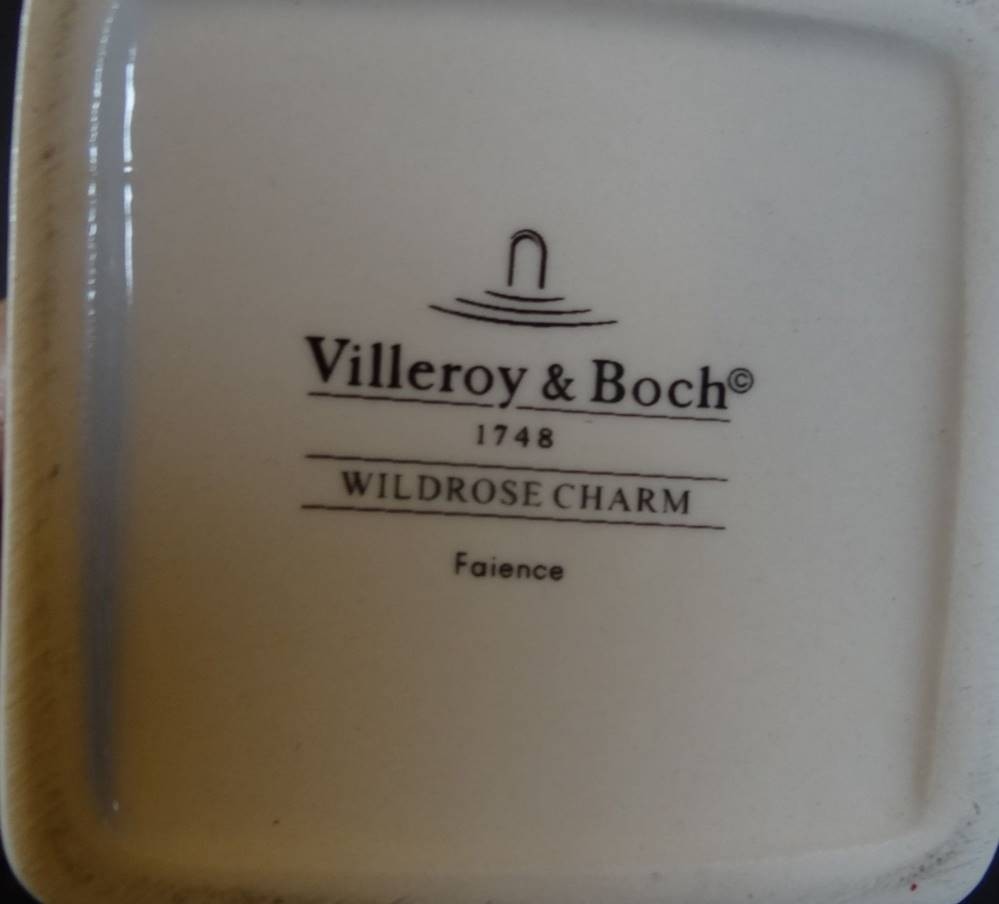 Villeroy & Boch©
1748
WILDROSE CHARM
Faience